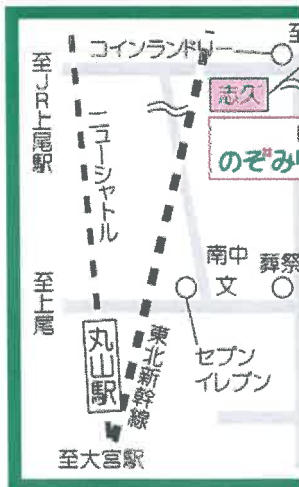 コインランドリー
至JR上尾駅
志久
ニューシャトル
のぞみ
南中
文
葬祭
至上尾
丸山駅
東北新幹線
セブン
イレブン
至大宮駅